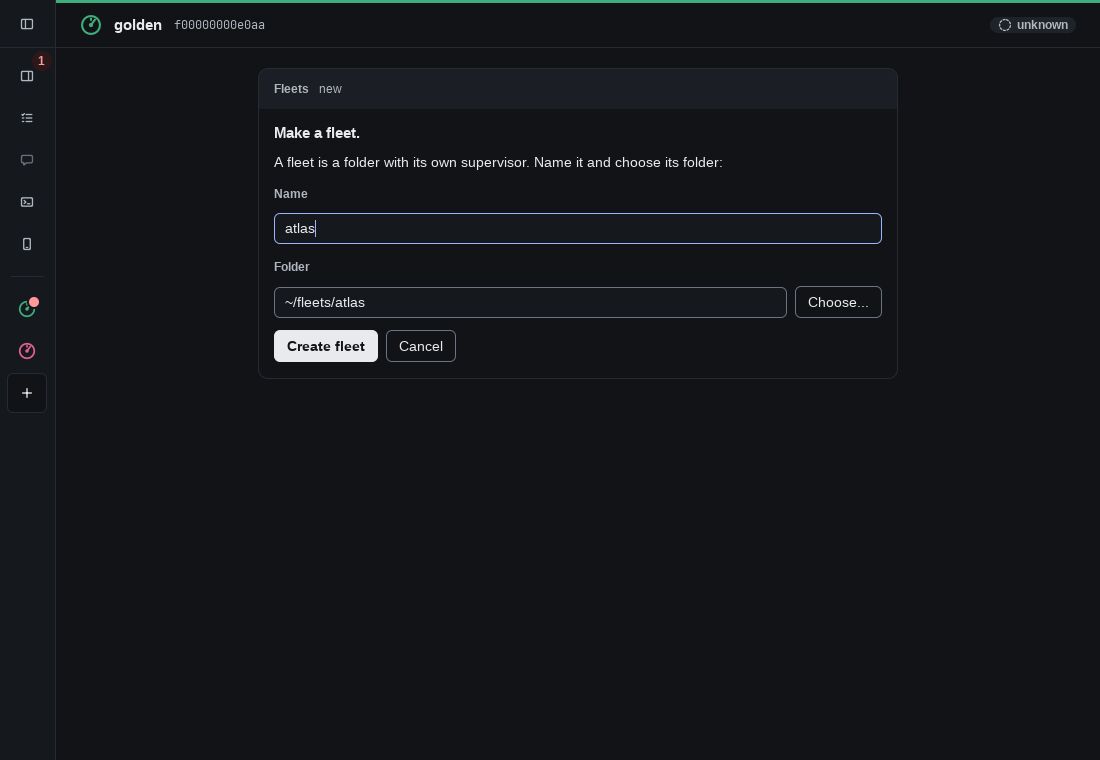 golden f00000000e0aa
unknown
1
Fleets new
Make a fleet.
A fleet is a folder with its own supervisor. Name it and choose its folder:
Name
atlas
Folder
~/fleets/atlas
Choose...
Create fleet
Cancel